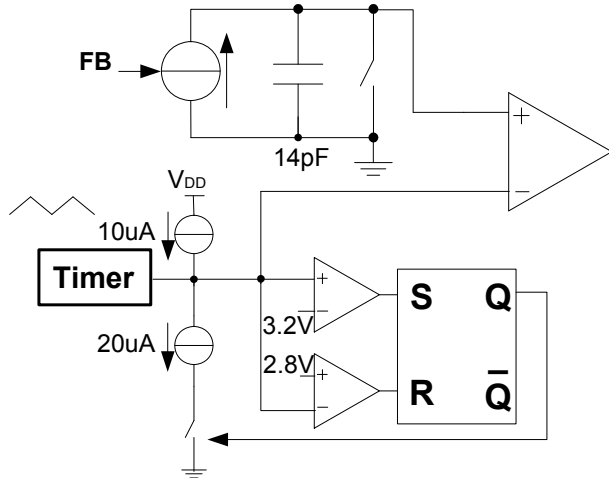 FB
+
−
14pF
VDD
10uA
Timer
+
−
3.2V
S Q
20uA
2.8V
+
−
R Q̅